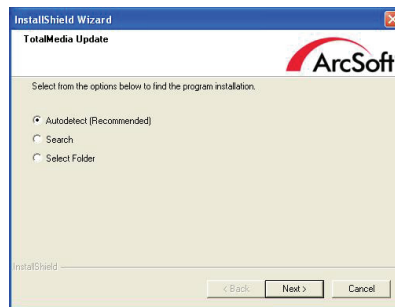 InstallShield Wizard
TotalMedia Update
ArcSoft
Select from the options below to find the program installation.
Autodetect (Recommended)
Search
Select Folder
InstallShield
< Back
Next >
Cancel